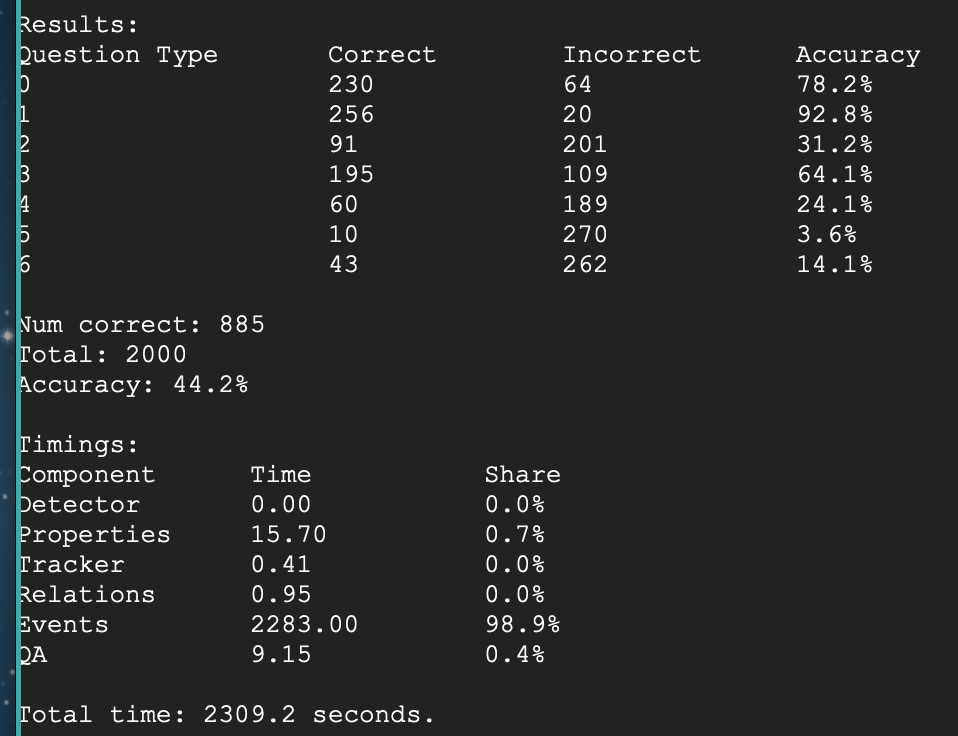 Results:
Question Type Correct Incorrect Accuracy
0 230 64 78.2%
1 256 20 92.8%
2 91 201 31.2%
3 195 109 64.1%
4 60 189 24.1%
5 10 270 3.6%
6 43 262 14.1%
Num correct: 885
Total: 2000
Accuracy: 44.2%
Timings:
Component Time Share
Detector 0.00 0.0%
Properties 15.70 0.7%
Tracker 0.41 0.0%
Relations 0.95 0.0%
Events 2283.00 98.9%
QA 9.15 0.4%
Total time: 2309.2 seconds.